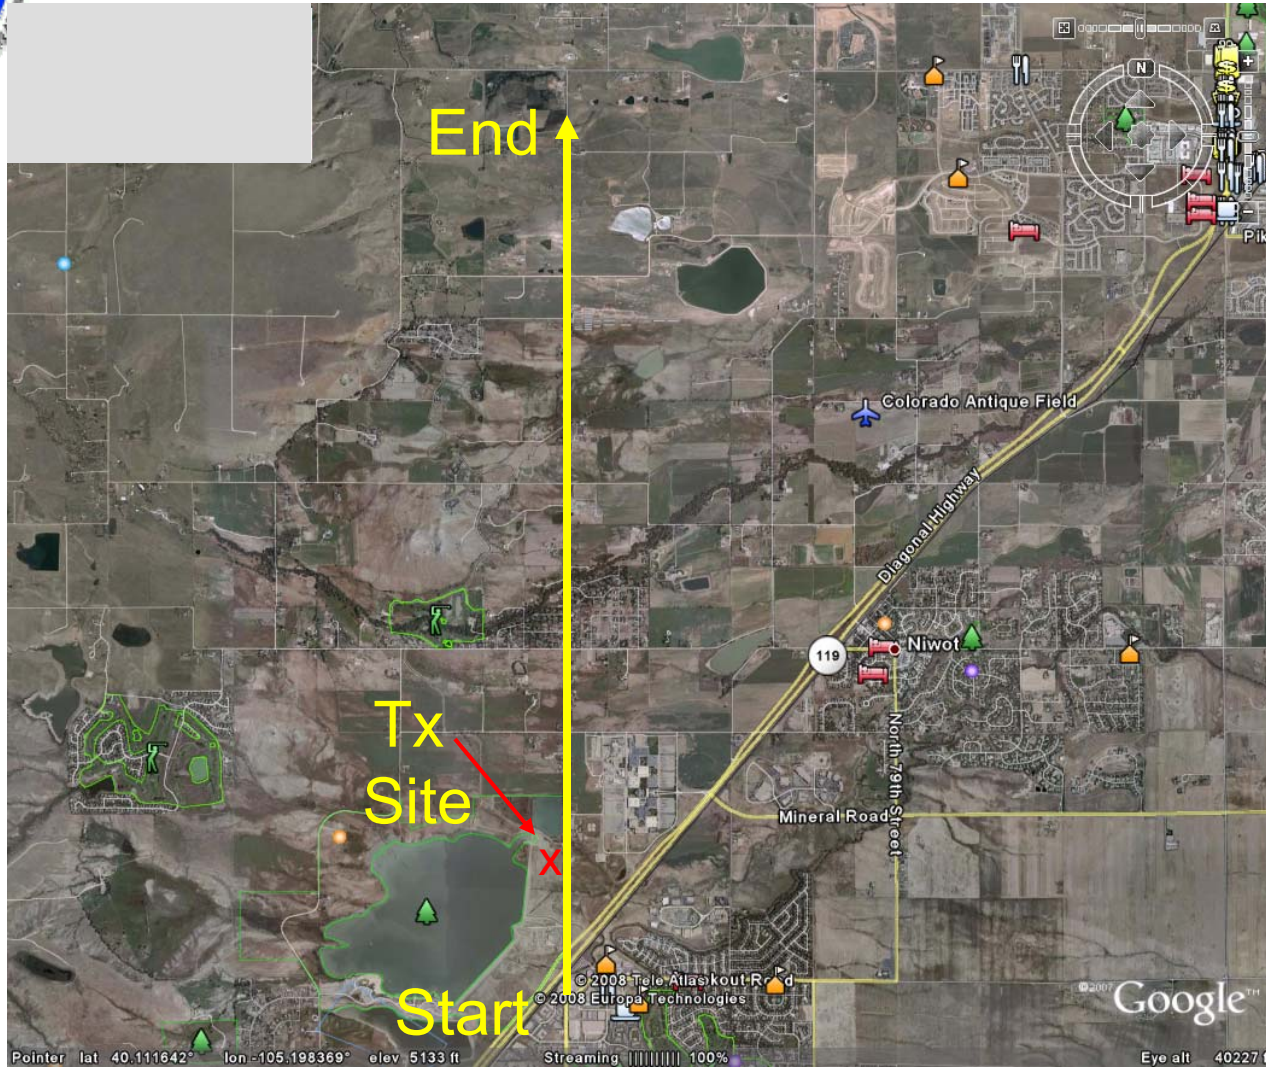 N
End
Pik
Colorado Antique Field
Diagonal Highway
119
Niwot
Tx
Site
x
North 79th Street
Mineral Road
© 2008 Tele Atlas
© 2008 Europa Technologies
Start
©2007 Google™
Pointer lat 40.111642° lon -105.198369° elev 5133 ft Streaming 100% Eye alt 40227 f